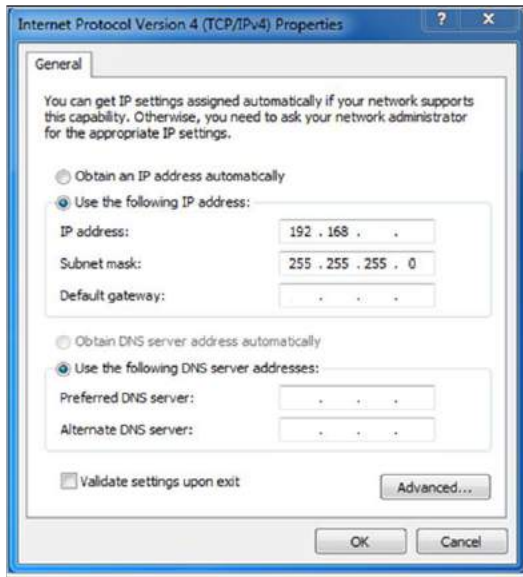 Internet Protocol Version 4 (TCP/IPv4) Properties
? X
General
You can get IP settings assigned automatically if your network supports
this capability. Otherwise, you need to ask your network administrator
for the appropriate IP settings.
Obtain an IP address automatically
Use the following IP address:
IP address: 192 . 168 . .
Subnet mask: 255 . 255 . 255 . 0
Default gateway: . . .
Obtain DNS server address automatically
Use the following DNS server addresses:
Preferred DNS server: . . .
Alternate DNS server: . . .
Validate settings upon exit
Advanced...
OK Cancel